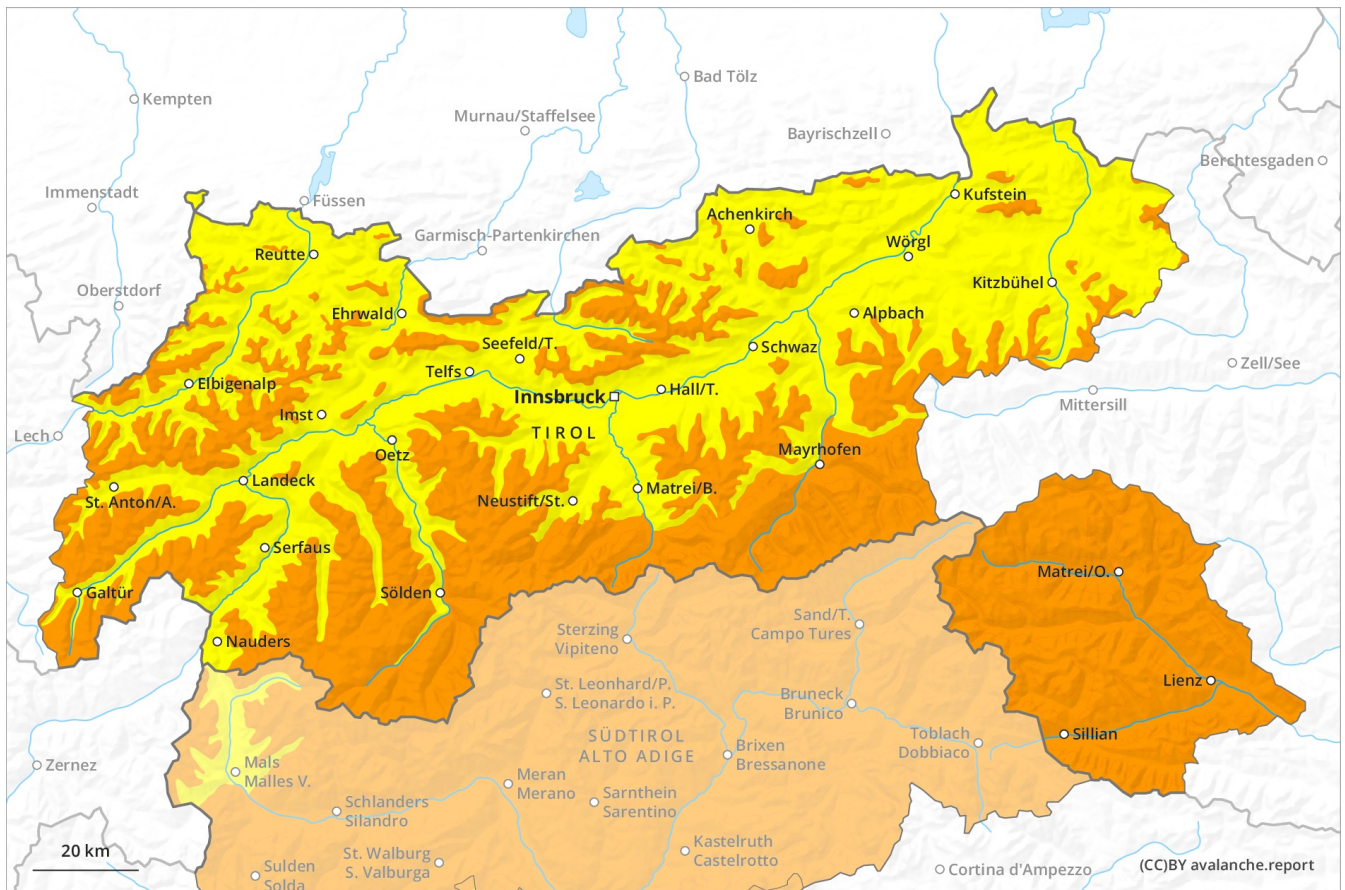 Bad Tölz
Kempten
Murnau/Staffelsee
Bayrischzell
Berchtesgaden
Immenstadt
Füssen
Kufstein
Achenkirch
Garmisch-Partenkirchen
Wörgl
Reutte
Kitzbühel
Oberstdorf
Ehrwald
Alpbach
Seefeld/T.
Schwaz
Zell/See
Telfs
Elbigenalp
Hall/T.
Innsbruck
Mittersill
Imst
TIROL
Lech
Mayrhofen
Oetz
Landeck
Matrei/B.
St. Anton/A.
Neustift/St.
Serfaus
Matrei/O.
Galtür
Sölden
Sand/T.
Campo Tures
Sterzing
Vipiteno
Nauders
Lienz
St. Leonhard/P.
S. Leonardo i. P.
Bruneck
Brunico
Sillian
SÜDTIROL
ALTO ADIGE
Toblach
Dobbiaco
Brixen
Bressanone
Zernez
Mals
Malles V.
Meran
Merano
Sarnthein
Sarentino
Schlanders
Silandro
Kastelruth
Castelrotto
20 km
St. Walburg
S. Valburga
Sulden
Solda
Cortina d'Ampezzo
(CC)BY avalanche.report